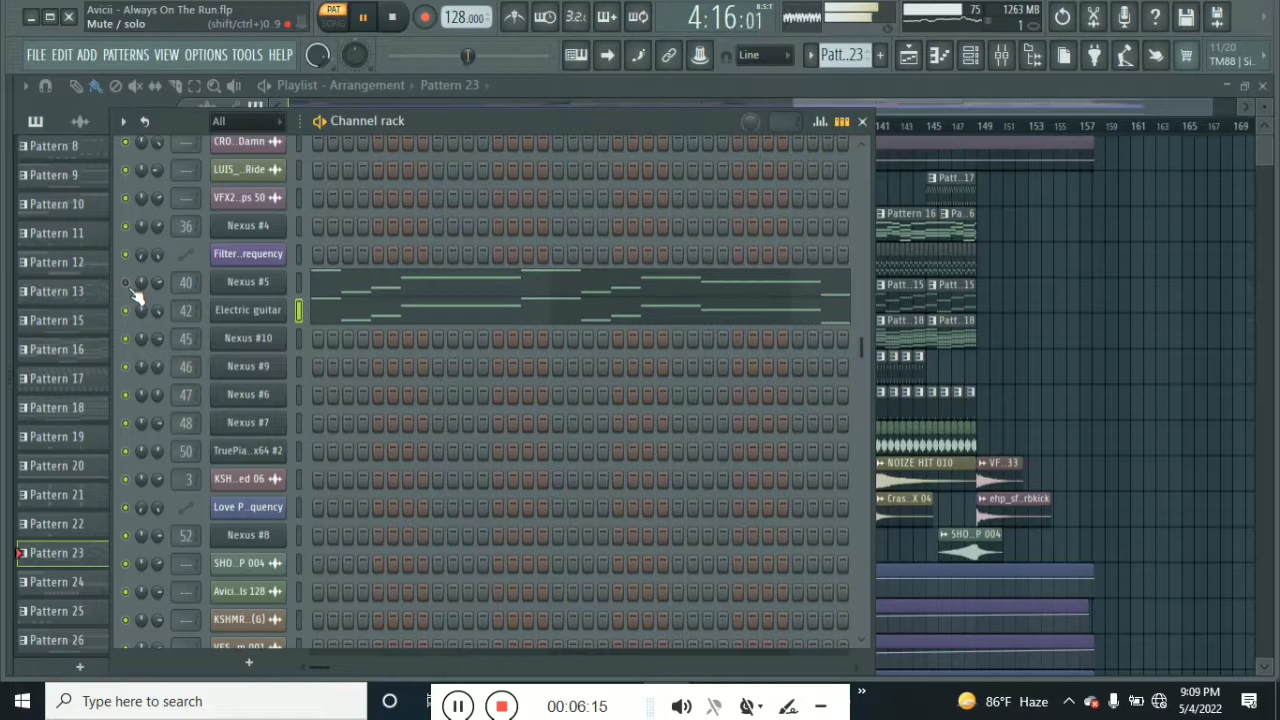 Avicii - Always On The Run.flp
Mute / solo
(shift+ctrl+) 0..9
PAT
SONG
128.000
3.2.
4:16:01
B:S:T
75
1263 MB
1
FILE EDIT ADD PATTERNS VIEW OPTIONS TOOLS HELP
Line
Patt..23
11/20
TM88 | Si..
Playlist - Arrangement
Pattern 23
All
Channel rack
141 143 145 147 149 151 153 155 157 159 161 163 165 167 169
Pattern 8
Pattern 9
Pattern 10
Pattern 11
Pattern 12
Pattern 13
Pattern 15
Pattern 16
Pattern 17
Pattern 18
Pattern 19
Pattern 20
Pattern 21
Pattern 22
Pattern 23
Pattern 24
Pattern 25
Pattern 26
--- CRO..Damn
--- LUIS_..Ride
--- VFX2..ps 50
36 Nexus #4
Filter..requency
40 Nexus #5
42 Electric guitar
45 Nexus #10
46 Nexus #9
47 Nexus #6
48 Nexus #7
50 TruePia..x64 #2
3 KSH..ed 06
Love P..quency
52 Nexus #8
--- SHO..P 004
--- Avici..ls 128
--- KSHMR..(G)
Patt..17
Pattern 16 Pa..6
Patt..15 Patt..15
Patt..18 Patt..18
NOIZE HIT 010 VF..33
Cras..X 04 ehp_sf..rbkick
SHO..P 004
Type here to search
00:06:15
86°F Haze
9:09 PM
5/4/2022